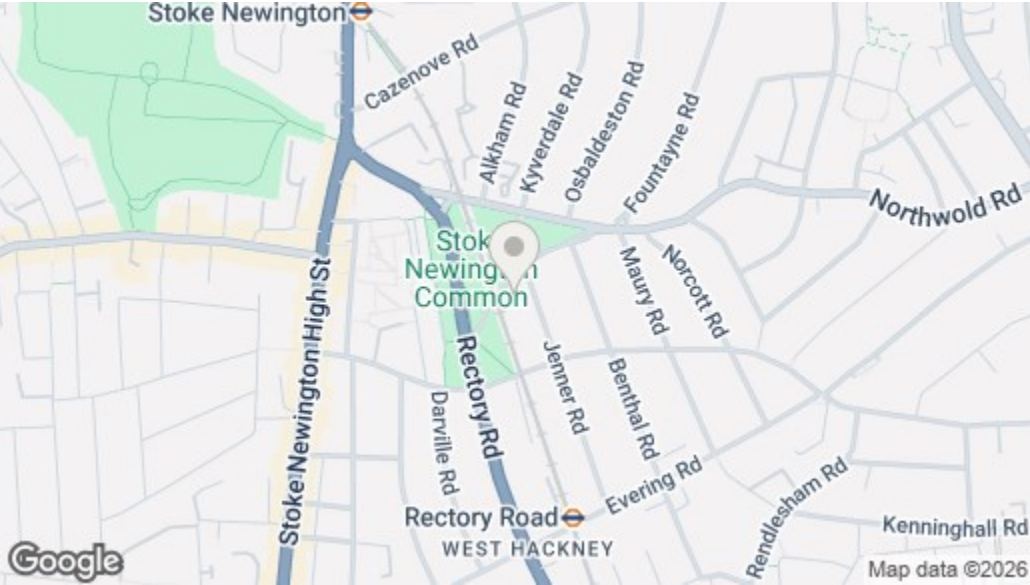 Stoke Newington
Cazenove Rd
Alkham Rd
Kyverdale Rd
Osbaldeston Rd
Fountayne Rd
Northwold Rd
Stoke
Newington
Common
Maury Rd
Norcott Rd
Stoke Newington High St
Rectory Rd
Jenner Rd
Benthal Rd
Darville Rd
Evering Rd
Rendlesham Rd
Rectory Road
Kenninghall Rd
WEST HACKNEY
Google
Map data ©2026